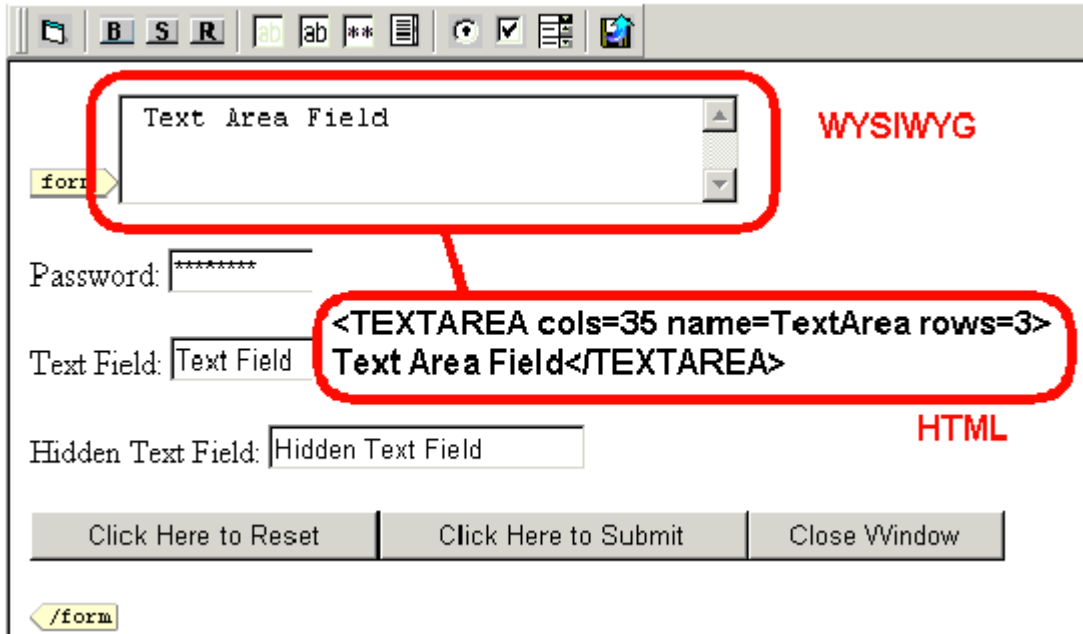 B S R ab ab **
Text Area Field
WYSIWYG
form
Password: ********
<TEXTAREA cols=35 name=TextArea rows=3>
Text Area Field</TEXTAREA>
Text Field: Text Field
HTML
Hidden Text Field: Hidden Text Field
Click Here to Reset Click Here to Submit Close Window
/form